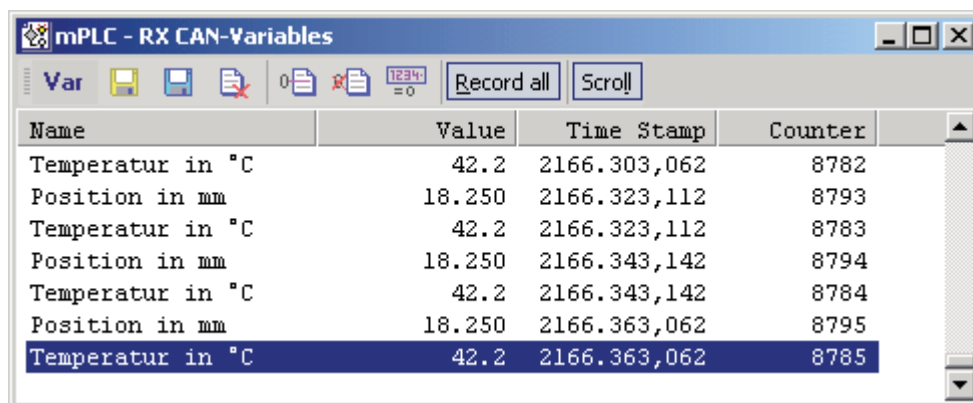 mPLC - RX CAN-Variables
Var 1234 = 0 Record all Scroll
Name Value Time Stamp Counter
Temperatur in °C 42.2 2166.303,062 8782
Position in mm 18.250 2166.323,112 8793
Temperatur in °C 42.2 2166.323,112 8783
Position in mm 18.250 2166.343,142 8794
Temperatur in °C 42.2 2166.343,142 8784
Position in mm 18.250 2166.363,062 8795
Temperatur in °C 42.2 2166.363,062 8785